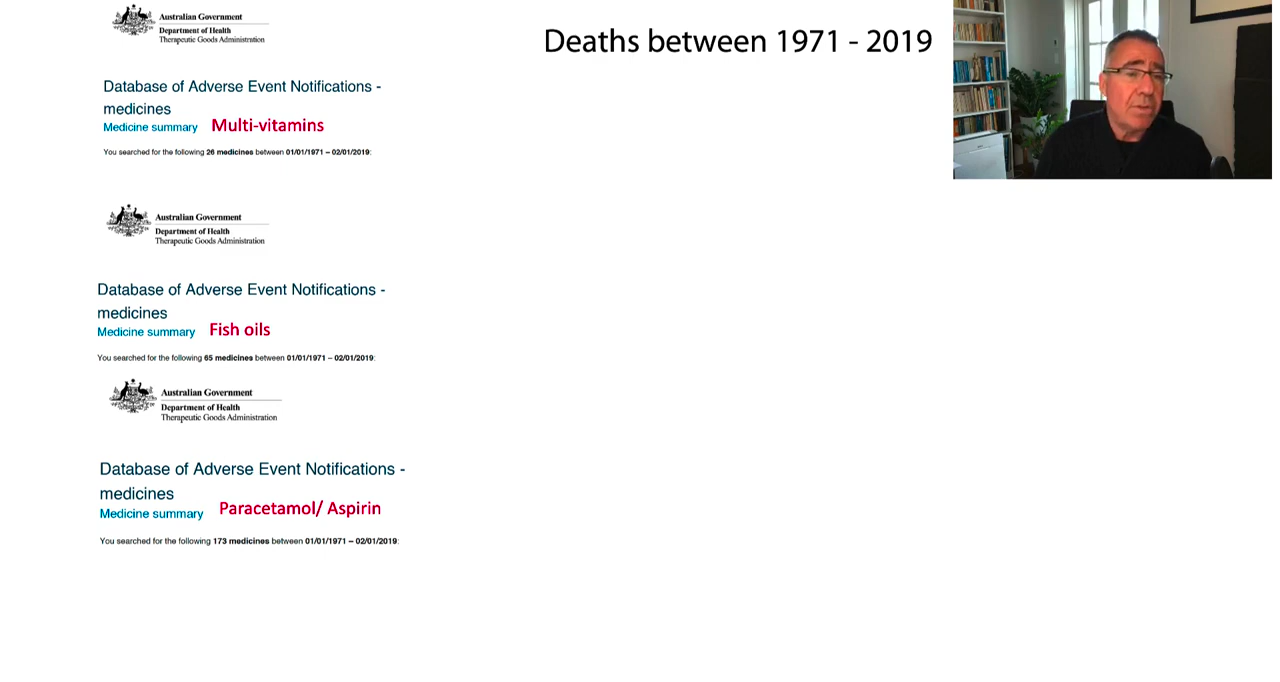 Australian Government
Department of Health
Therapeutic Goods Administration
Deaths between 1971 - 2019
Database of Adverse Event Notifications -
medicines
Medicine summary Multi-vitamins
You searched for the following 26 medicines between 01/01/1971 – 02/01/2019:
Australian Government
Department of Health
Therapeutic Goods Administration
Database of Adverse Event Notifications -
medicines
Medicine summary Fish oils
You searched for the following 65 medicines between 01/01/1971 – 02/01/2019:
Australian Government
Department of Health
Therapeutic Goods Administration
Database of Adverse Event Notifications -
medicines
Medicine summary Paracetamol/ Aspirin
You searched for the following 173 medicines between 01/01/1971 – 02/01/2019: